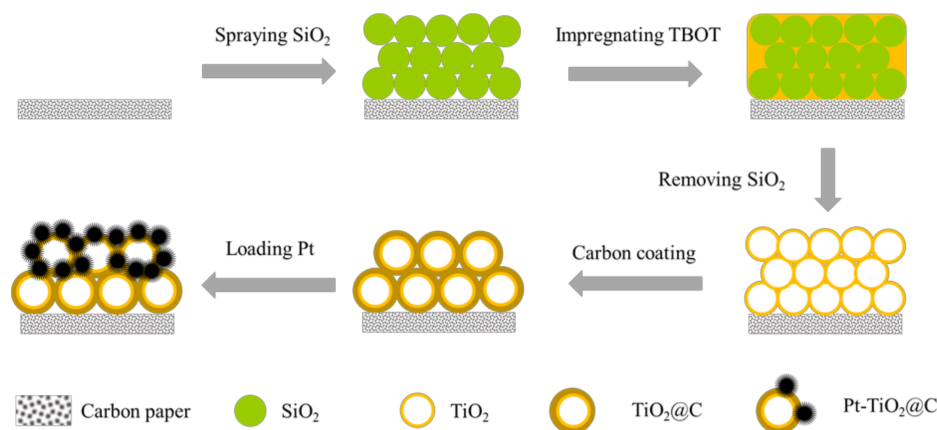 Spraying SiO₂
Impregnating TBOT
Removing SiO₂
Carbon coating
Loading Pt
Carbon paper
SiO₂
TiO₂
TiO₂@C
Pt-TiO₂@C